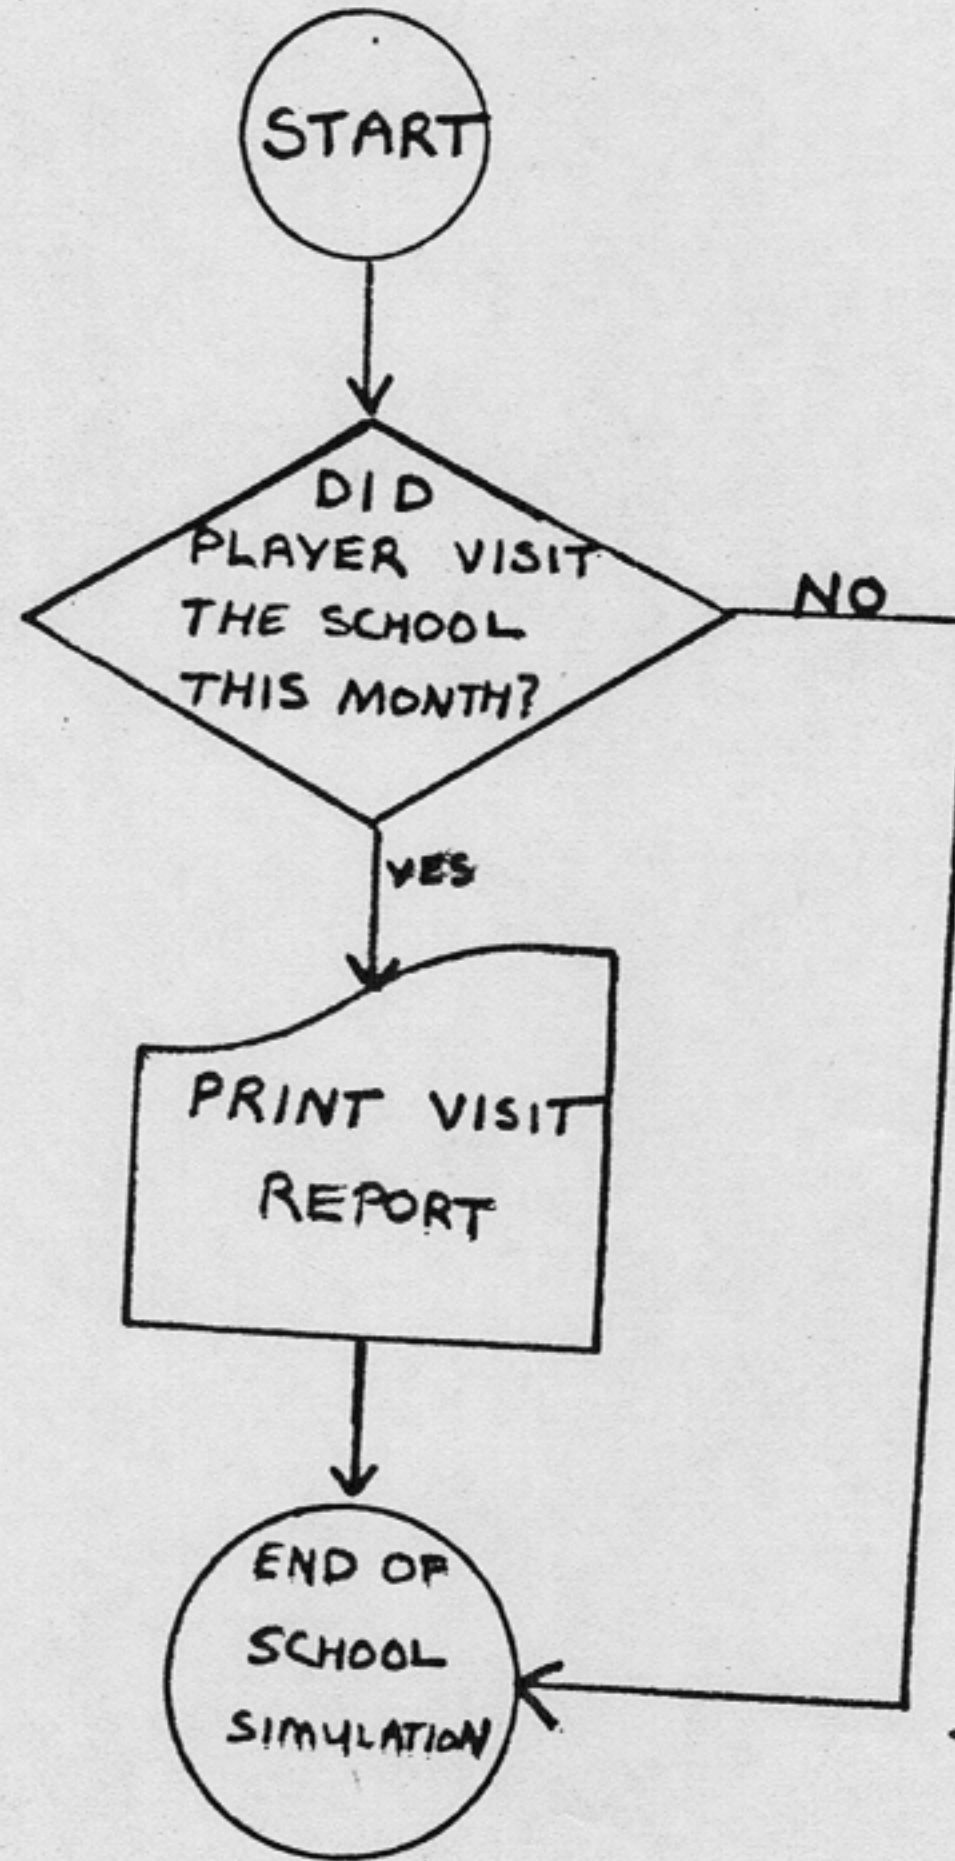 START
DID
PLAYER VISIT
THE SCHOOL
THIS MONTH?
NO
YES
PRINT VISIT
REPORT
END OF
SCHOOL
SIMULATION